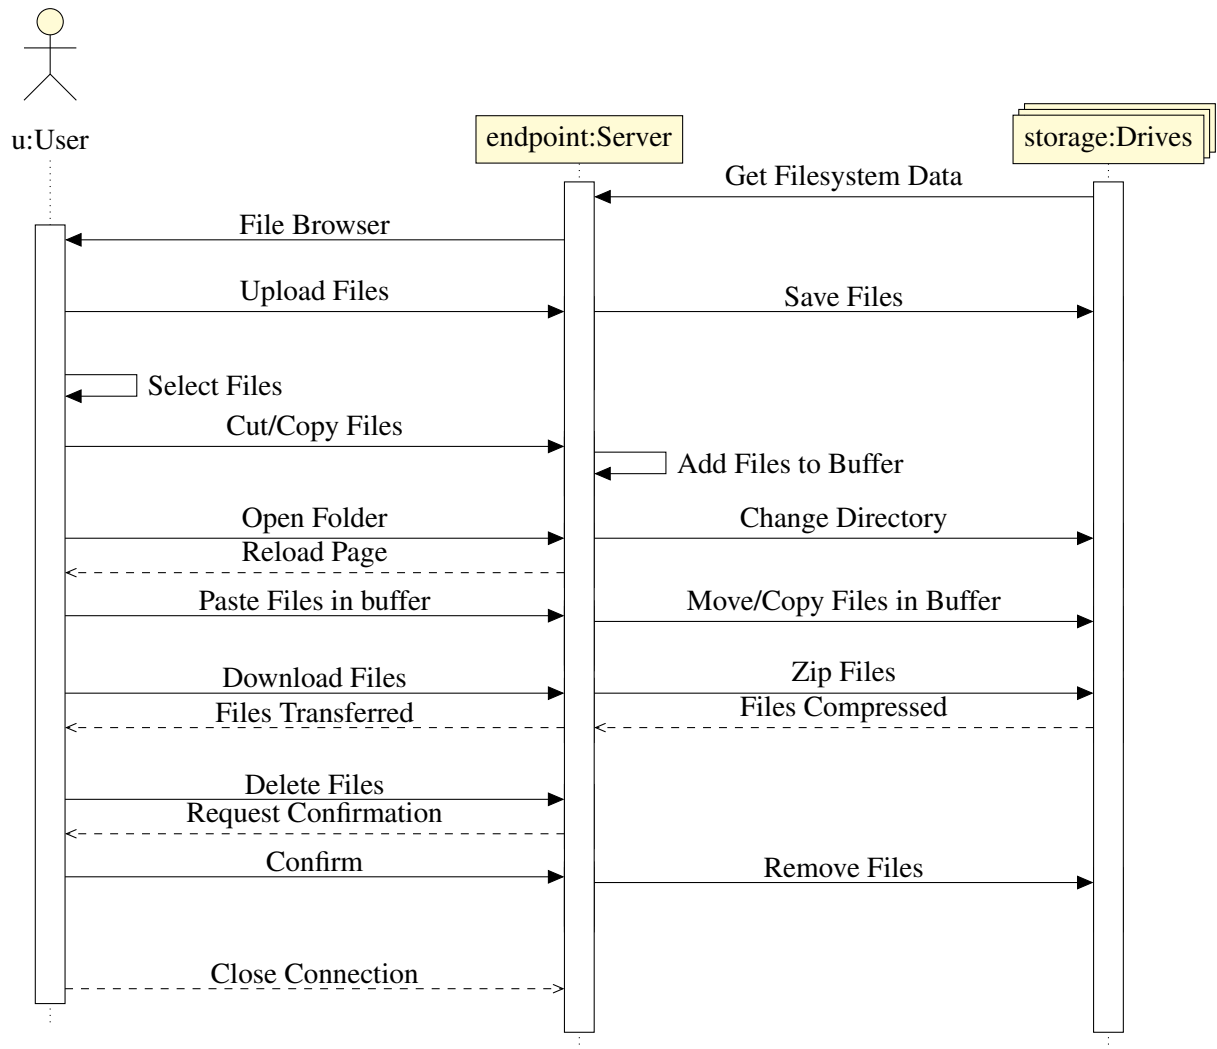 u:User
endpoint:Server
storage:Drives
Get Filesystem Data
File Browser
Upload Files
Save Files
Select Files
Cut/Copy Files
Add Files to Buffer
Open Folder
Change Directory
Reload Page
Paste Files in buffer
Move/Copy Files in Buffer
Download Files
Zip Files
Files Transferred
Files Compressed
Delete Files
Request Confirmation
Confirm
Remove Files
Close Connection